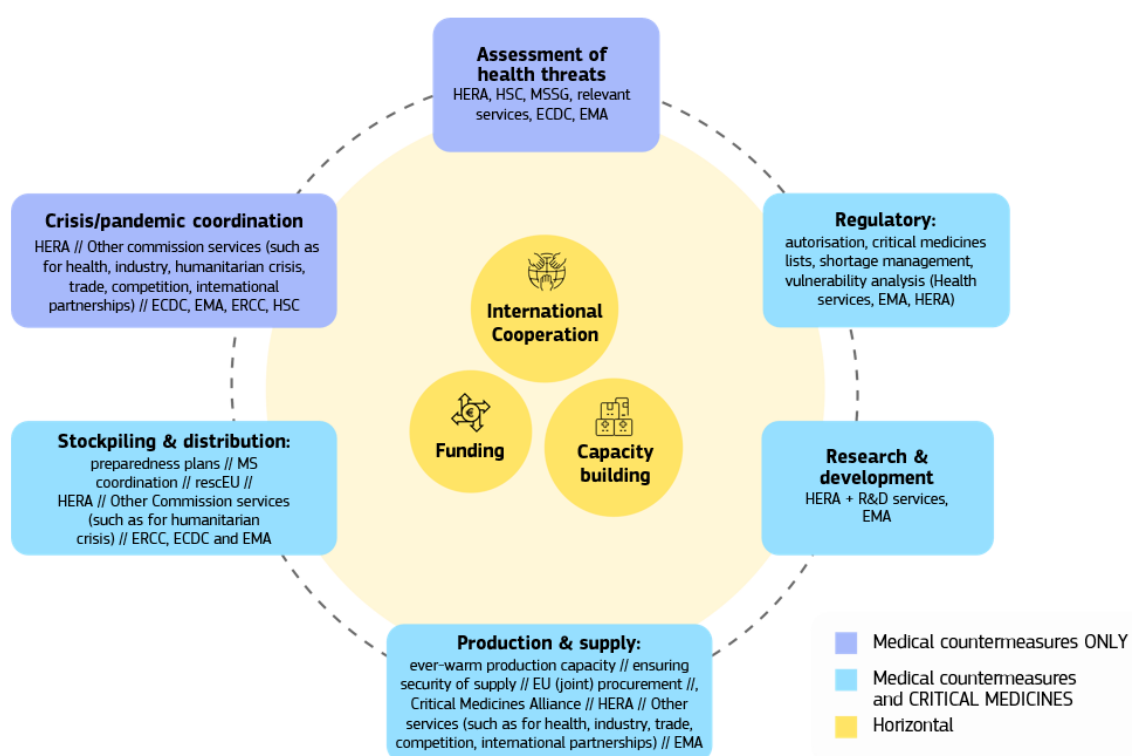 Assessment of
health threats
HERA, HSC, MSSG, relevant
services, ECDC, EMA
Crisis/pandemic coordination
HERA // Other commission services (such as
for health, industry, humanitarian crisis,
trade, competition, international
partnerships) // ECDC, EMA, ERCC, HSC
Regulatory:
autorisation, critical medicines
lists, shortage management,
vulnerability analysis (Health
services, EMA, HERA)
International
Cooperation
Funding
Capacity
building
Stockpiling & distribution:
preparedness plans // MS
coordination // rescEU //
HERA // Other Commission services
(such as for humanitarian
crisis) // ERCC, ECDC and EMA
Research &
development
HERA + R&D services,
EMA
Production & supply:
ever-warm production capacity // ensuring
security of supply // EU (joint) procurement //,
Critical Medicines Alliance // HERA // Other
services (such as for health, industry, trade,
competition, international partnerships) // EMA
Medical countermeasures ONLY
Medical countermeasures
and CRITICAL MEDICINES
Horizontal